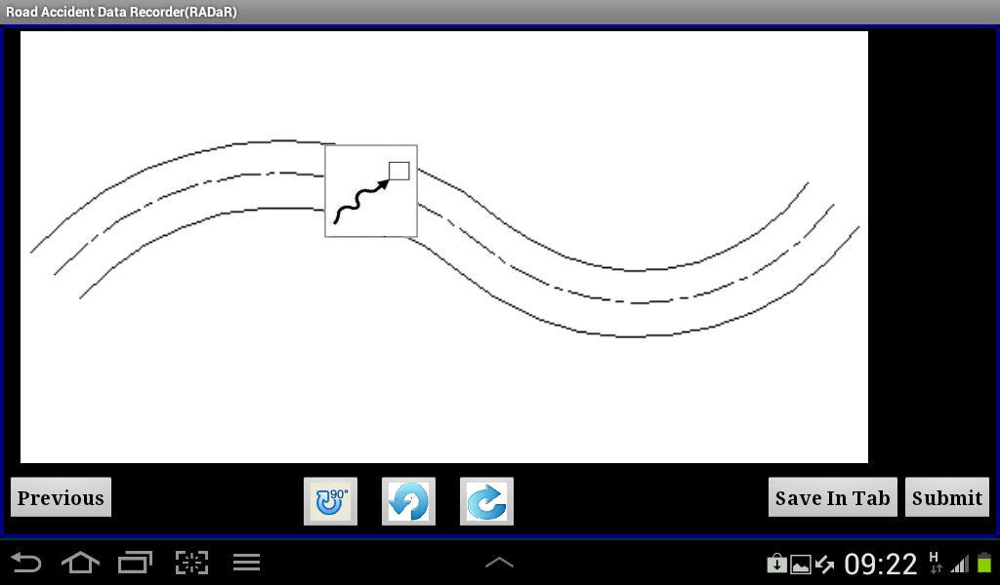 Road Accident Data Recorder(RADaR)
Previous
90°
Save In Tab
Submit
09:22
H